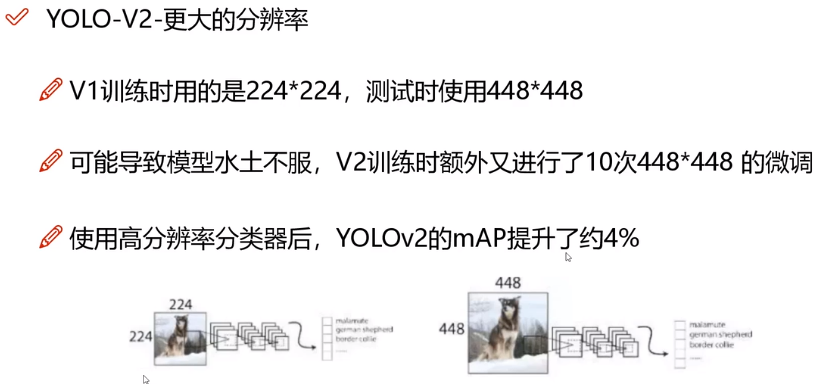 YOLO-V2-更大的分辨率
V1训练时用的是224*224，测试时使用448*448
可能导致模型水土不服，V2训练时额外又进行了10次448*448 的微调
使用高分辨率分类器后，YOLOv2的mAP提升了约4%
224
224
malamute
german shepherd
border collie
......
448
448
malamute
german shepherd
border collie
......